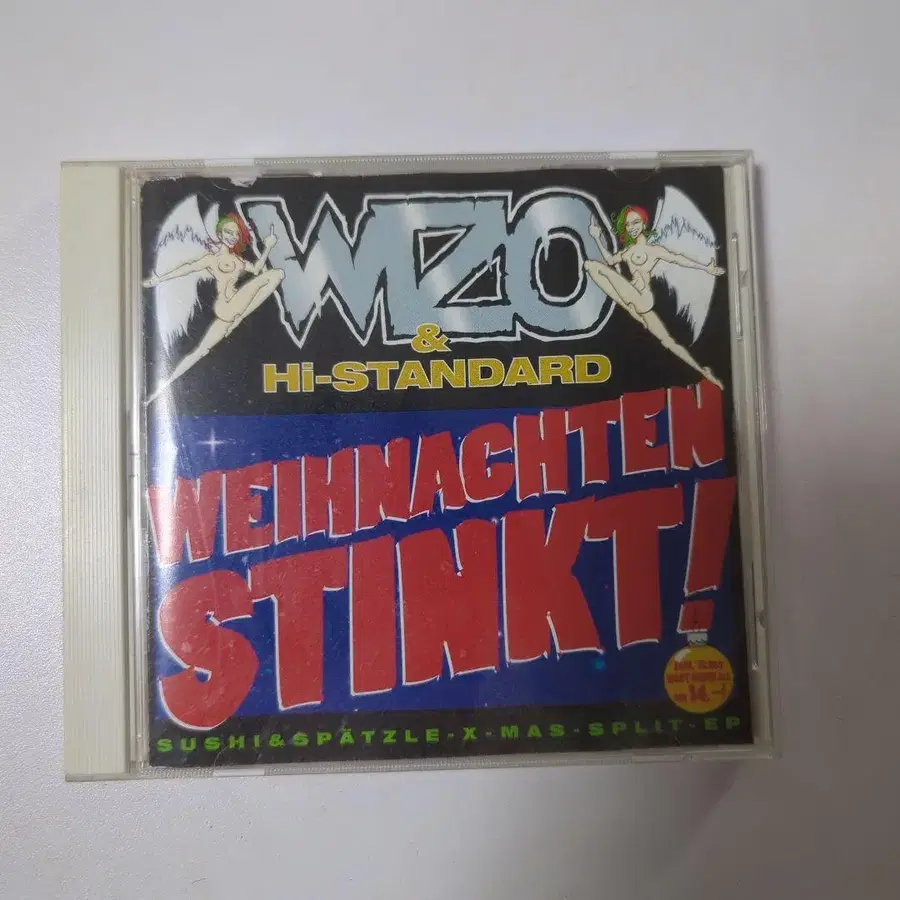 WIZO
&
Hi-STANDARD
WEIHNACHTEN
STINKT!
SUSHI&SPÄTZLE-X-MAS-SPLIT-EP